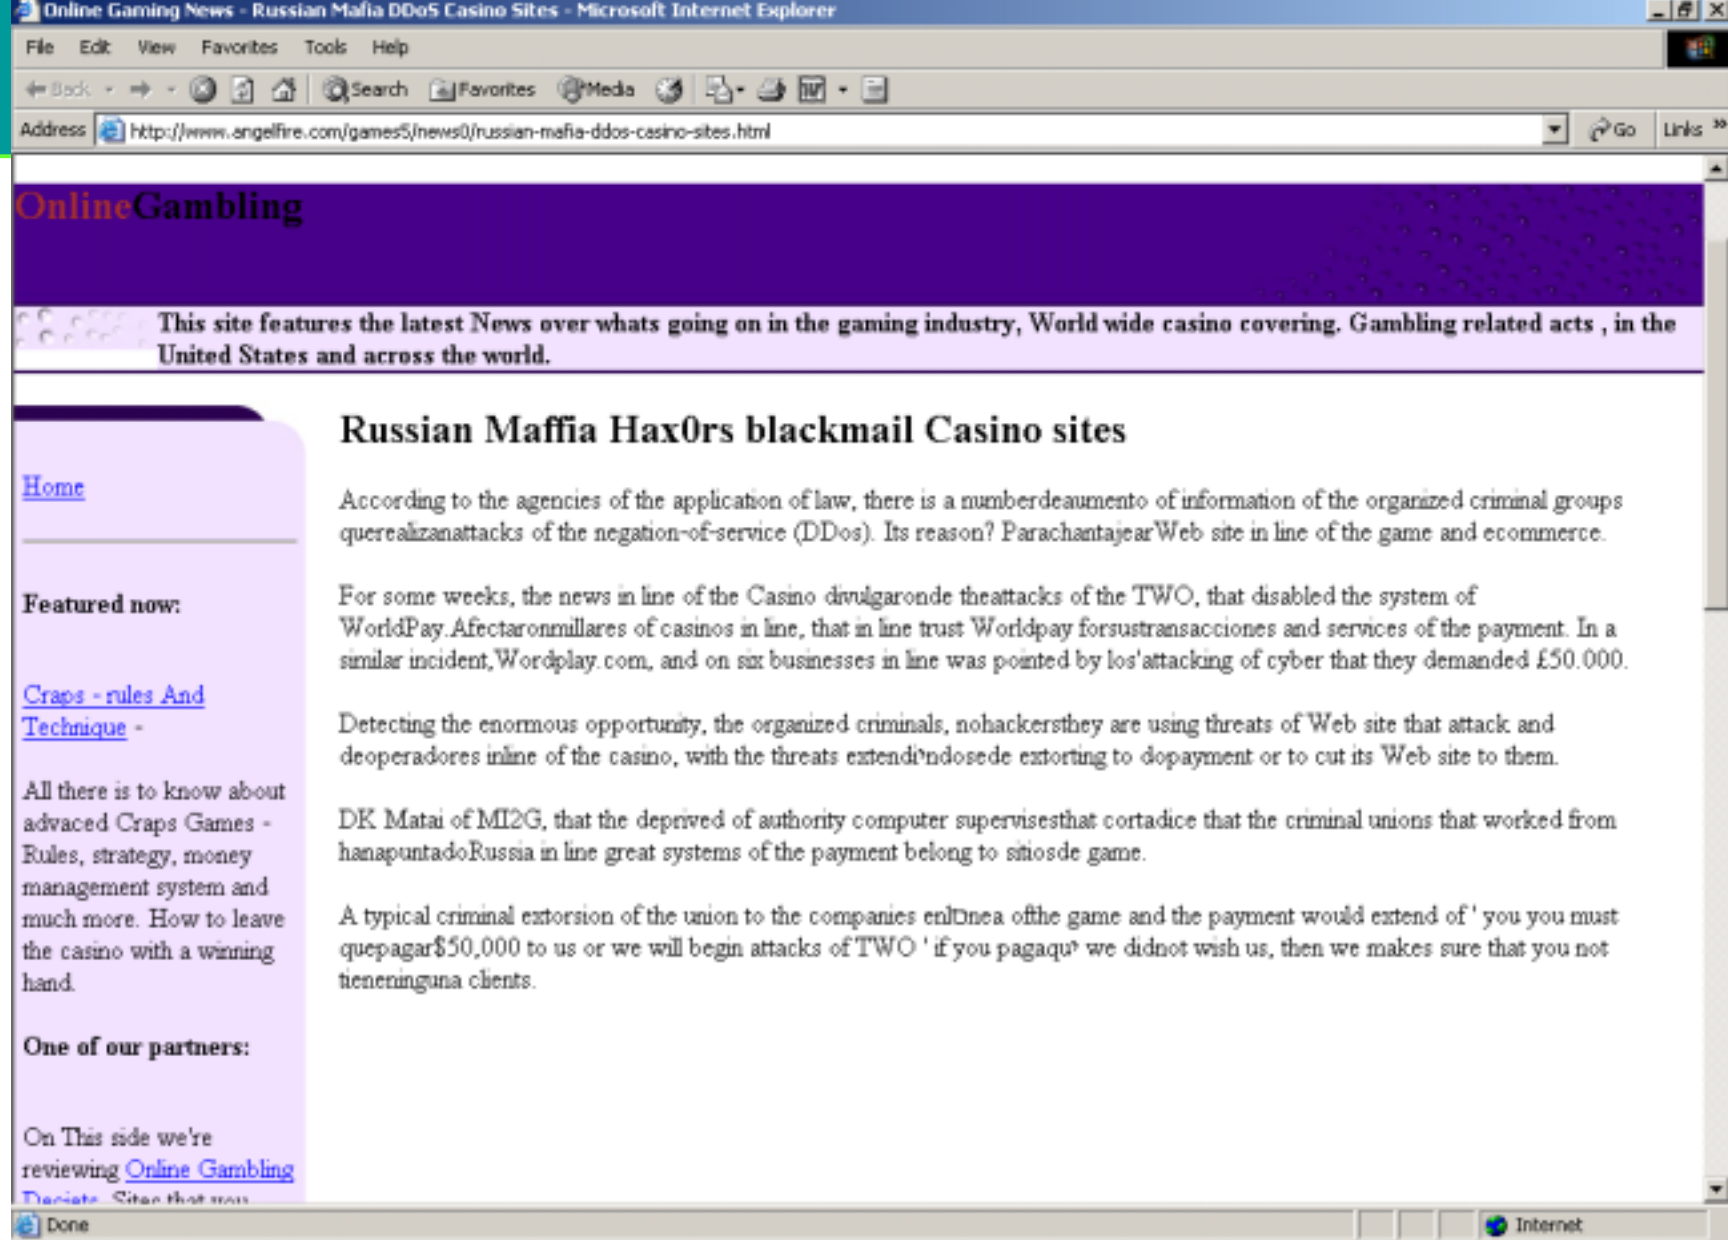 Online Gaming News - Russian Mafia DDoS Casino Sites - Microsoft Internet Explorer
File Edit View Favorites Tools Help
Back Search Favorites Media
Address http://www.angelfire.com/games5/news0/russian-mafia-ddos-casino-sites.html Go Links »
OnlineGambling
This site features the latest News over whats going on in the gaming industry, World wide casino covering. Gambling related acts , in the
United States and across the world.
Russian Maffia Hax0rs blackmail Casino sites
According to the agencies of the application of law, there is a numberdeaumento of information of the organized criminal groups
querealizanattacks of the negation-of-service (DDos). Its reason? ParachantajearWeb site in line of the game and ecommerce.
For some weeks, the news in line of the Casino divulgaronde theattacks of the TWO, that disabled the system of
WorldPay.Afectaronmillares of casinos in line, that in line trust Worldpay forsustransacciones and services of the payment. In a
similar incident,Wordplay.com, and on six businesses in line was pointed by los'attacking of cyber that they demanded £50.000.
Detecting the enormous opportunity, the organized criminals, nohackersthey are using threats of Web site that attack and
deoperadores inline of the casino, with the threats extendi²ndosede extorting to dopayment or to cut its Web site to them.
DK Matai of MI2G, that the deprived of authority computer supervisesthat cortadice that the criminal unions that worked from
hanapuntadoRussia in line great systems of the payment belong to sitiosde game.
A typical criminal extorsion of the union to the companies enl□nea ofthe game and the payment would extend of ' you you must
quepagar$50,000 to us or we will begin attacks of TWO ' if you pagaqu² we didnot wish us, then we makes sure that you not
tieneninguna clients.
Home
Featured now:
Craps - rules And
Technique -
All there is to know about
advaced Craps Games -
Rules, strategy, money
management system and
much more. How to leave
the casino with a winning
hand.
One of our partners:
On This side we're
reviewing Online Gambling
Deciets. Sites that you
Done Internet